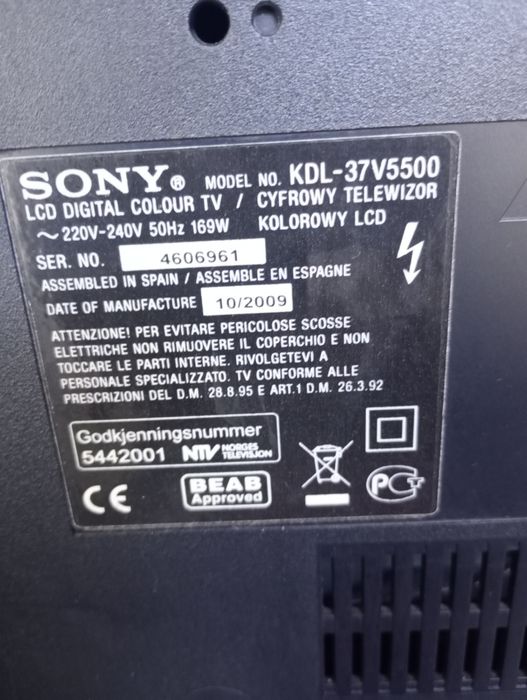 SONY® MODEL NO. KDL-37V5500
LCD DIGITAL COLOUR TV / CYFROWY TELEWIZOR
~ 220V-240V 50Hz 169W KOLOROWY LCD
SER. NO. 4606961
ASSEMBLED IN SPAIN / ASSEMBLE EN ESPAGNE
DATE OF MANUFACTURE 10/2009
ATTENZIONE! PER EVITARE PERICOLOSE SCOSSE
ELETTRICHE NON RIMUOVERE IL COPERCHIO E NON
TOCCARE LE PARTI INTERNE. RIVOLGETEVI A
PERSONALE SPECIALIZZATO. TV CONFORME ALLE
PRESCRIZIONI DEL D.M. 28.8.95 E ART.1 D.M. 26.3.92
Godkjenningsnummer
5442001 NTV NORGES TELEVISJON
CE BEAB Approved PCT